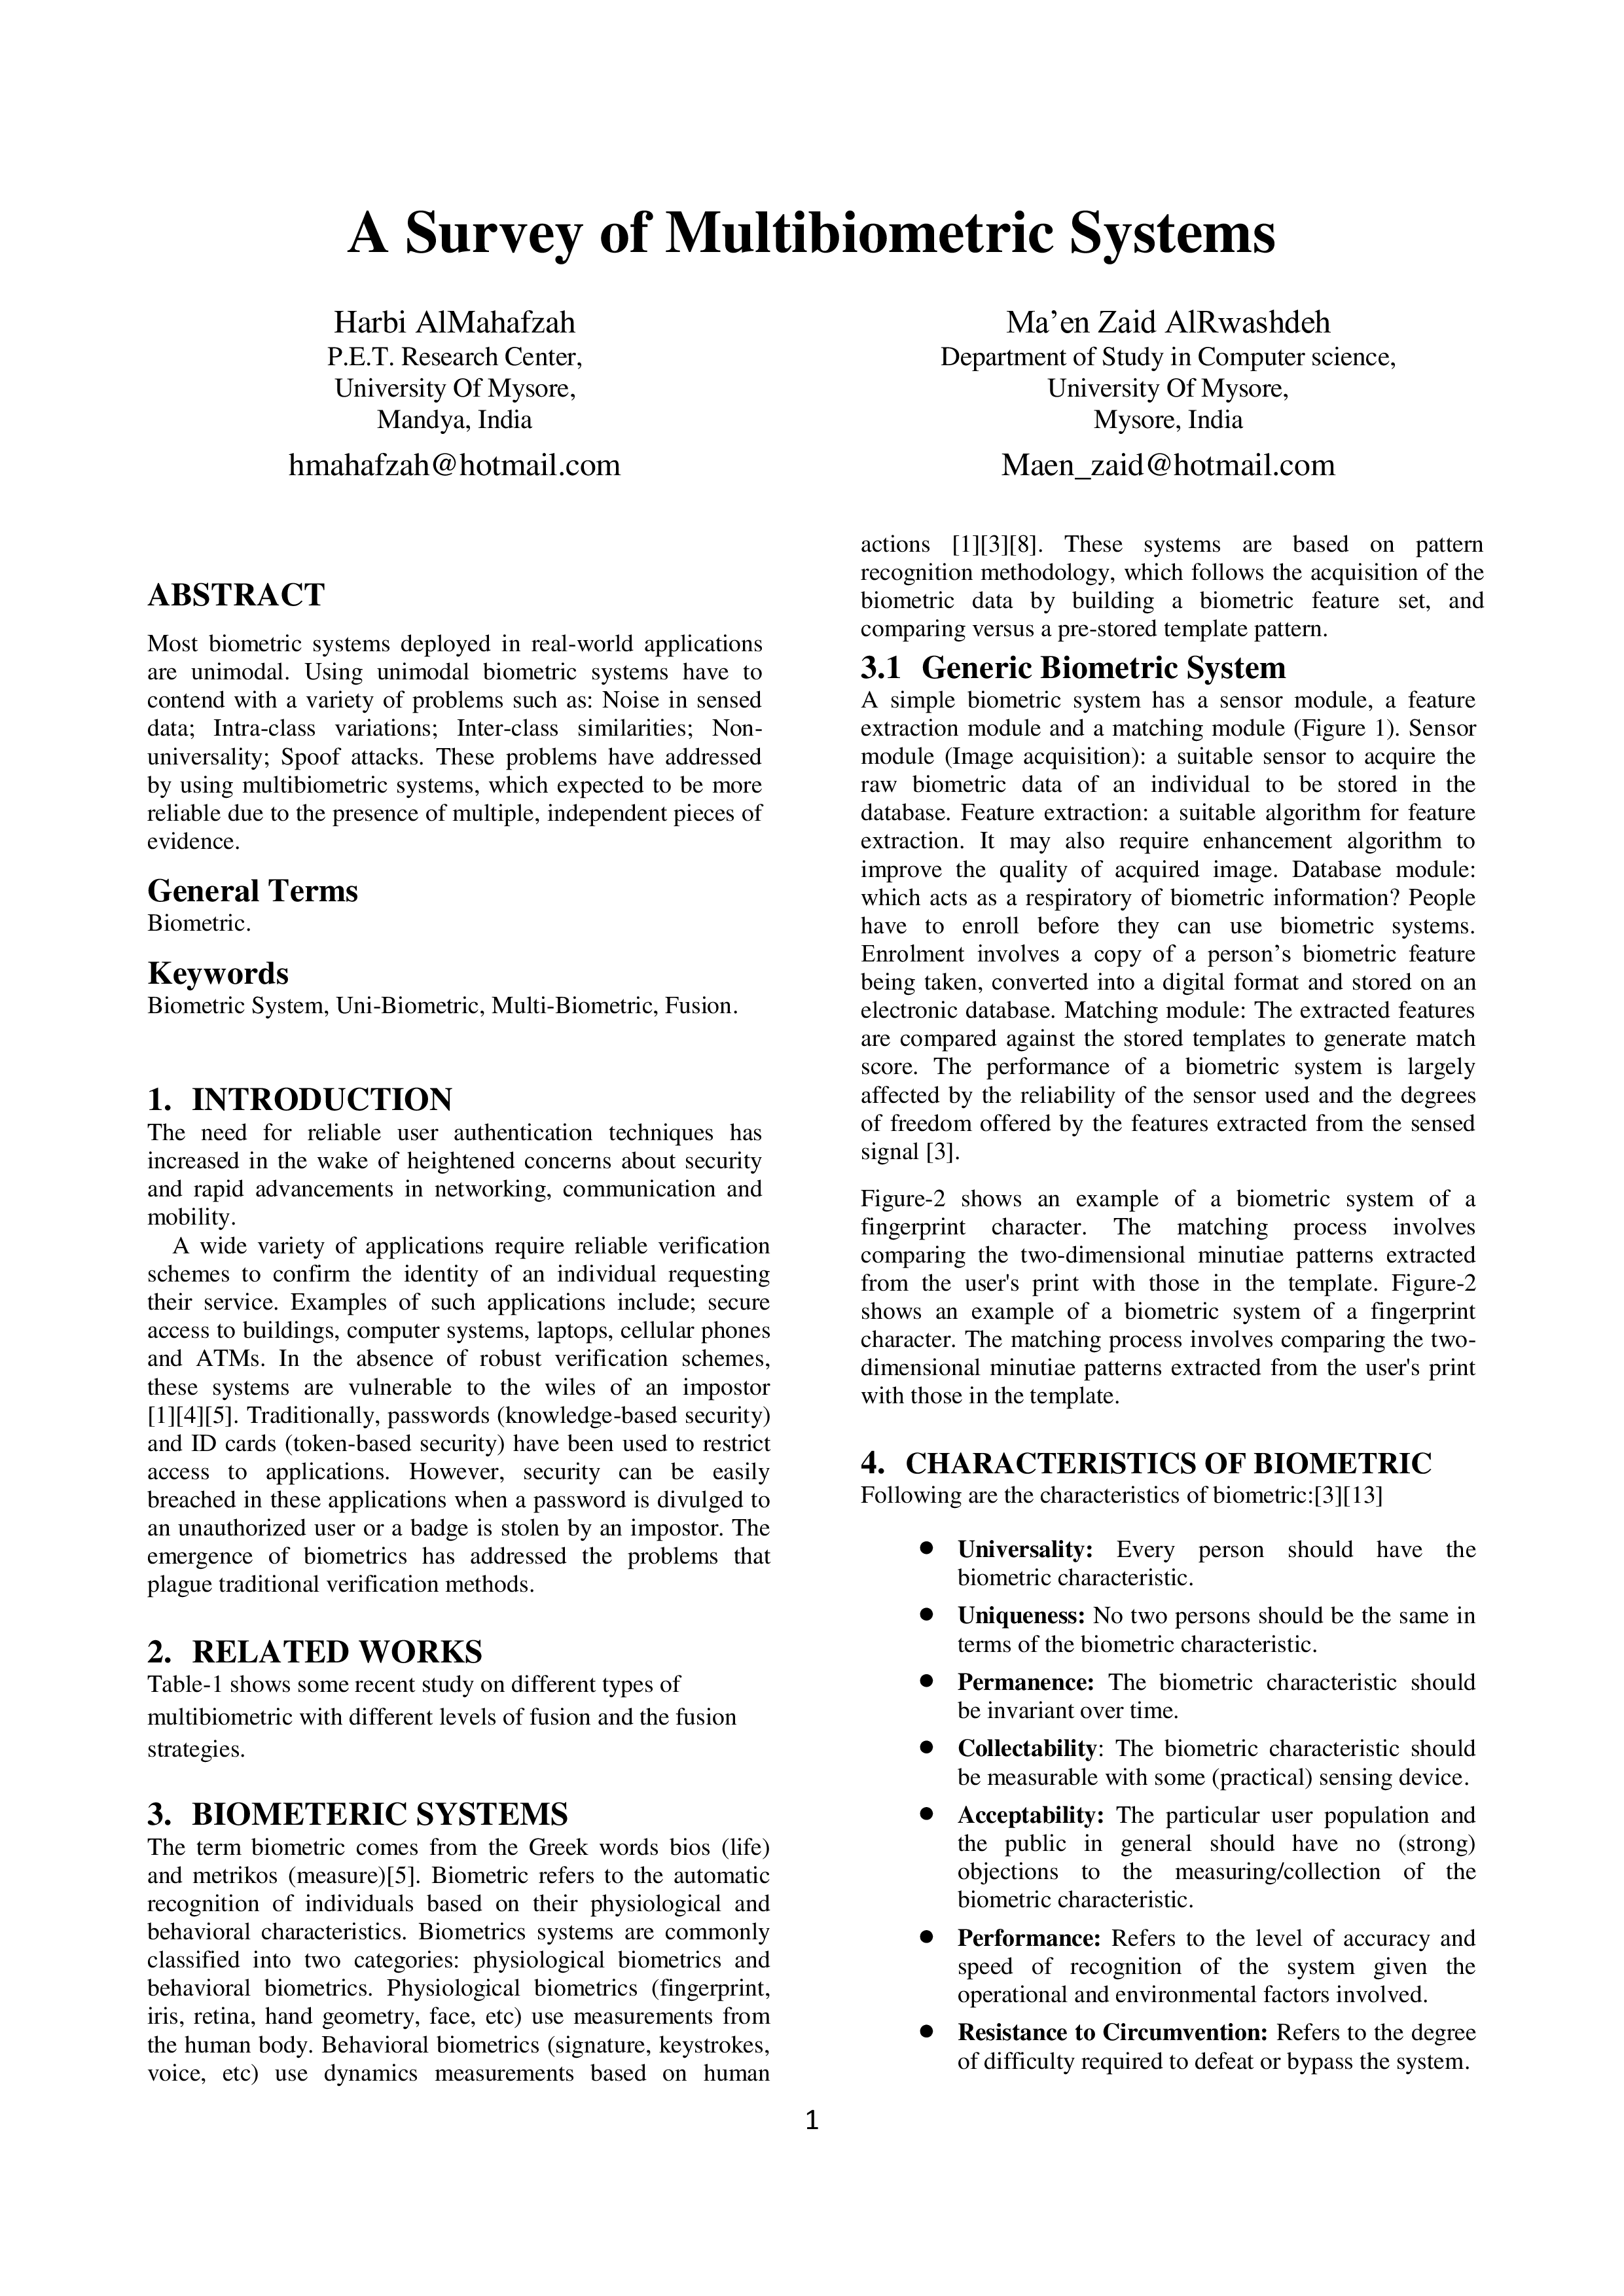 A Survey of Multibiometric Systems
Harbi AlMahafzah
P.E.T. Research Center,
University Of Mysore,
Mandya, India
hmahafzah@hotmail.com
Ma’en Zaid AlRwashdeh
Department of Study in Computer science,
University Of Mysore,
Mysore, India
Maen_zaid@hotmail.com
ABSTRACT
Most biometric systems deployed in real-world applications
are unimodal. Using unimodal biometric systems have to
contend with a variety of problems such as: Noise in sensed
data; Intra-class variations; Inter-class similarities; Non-
universality; Spoof attacks. These problems have addressed
by using multibiometric systems, which expected to be more
reliable due to the presence of multiple, independent pieces of
evidence.
General Terms
Biometric.
Keywords
Biometric System, Uni-Biometric, Multi-Biometric, Fusion.
1. INTRODUCTION
The need for reliable user authentication techniques has
increased in the wake of heightened concerns about security
and rapid advancements in networking, communication and
mobility.
A wide variety of applications require reliable verification
schemes to confirm the identity of an individual requesting
their service. Examples of such applications include; secure
access to buildings, computer systems, laptops, cellular phones
and ATMs. In the absence of robust verification schemes,
these systems are vulnerable to the wiles of an impostor
[1][4][5]. Traditionally, passwords (knowledge-based security)
and ID cards (token-based security) have been used to restrict
access to applications. However, security can be easily
breached in these applications when a password is divulged to
an unauthorized user or a badge is stolen by an impostor. The
emergence of biometrics has addressed the problems that
plague traditional verification methods.
2. RELATED WORKS
Table-1 shows some recent study on different types of
multibiometric with different levels of fusion and the fusion
strategies.
3. BIOMETERIC SYSTEMS
The term biometric comes from the Greek words bios (life)
and metrikos (measure)[5]. Biometric refers to the automatic
recognition of individuals based on their physiological and
behavioral characteristics. Biometrics systems are commonly
classified into two categories: physiological biometrics and
behavioral biometrics. Physiological biometrics (fingerprint,
iris, retina, hand geometry, face, etc) use measurements from
the human body. Behavioral biometrics (signature, keystrokes,
voice, etc) use dynamics measurements based on human
actions [1][3][8]. These systems are based on pattern
recognition methodology, which follows the acquisition of the
biometric data by building a biometric feature set, and
comparing versus a pre-stored template pattern.
3.1 Generic Biometric System
A simple biometric system has a sensor module, a feature
extraction module and a matching module (Figure 1). Sensor
module (Image acquisition): a suitable sensor to acquire the
raw biometric data of an individual to be stored in the
database. Feature extraction: a suitable algorithm for feature
extraction. It may also require enhancement algorithm to
improve the quality of acquired image. Database module:
which acts as a respiratory of biometric information? People
have to enroll before they can use biometric systems.
Enrolment involves a copy of a person’s biometric feature
being taken, converted into a digital format and stored on an
electronic database. Matching module: The extracted features
are compared against the stored templates to generate match
score. The performance of a biometric system is largely
affected by the reliability of the sensor used and the degrees
of freedom offered by the features extracted from the sensed
signal [3].
Figure-2 shows an example of a biometric system of a
fingerprint character. The matching process involves
comparing the two-dimensional minutiae patterns extracted
from the user's print with those in the template. Figure-2
shows an example of a biometric system of a fingerprint
character. The matching process involves comparing the two-
dimensional minutiae patterns extracted from the user's print
with those in the template.
4. CHARACTERISTICS OF BIOMETRIC
Following are the characteristics of biometric:[3][13]
● Universality: Every person should have the
biometric characteristic.
● Uniqueness: No two persons should be the same in
terms of the biometric characteristic.
● Permanence: The biometric characteristic should
be invariant over time.
● Collectability: The biometric characteristic should
be measurable with some (practical) sensing device.
● Acceptability: The particular user population and
the public in general should have no (strong)
objections to the measuring/collection of the
biometric characteristic.
● Performance: Refers to the level of accuracy and
speed of recognition of the system given the
operational and environmental factors involved.
● Resistance to Circumvention: Refers to the degree
of difficulty required to defeat or bypass the system.
1